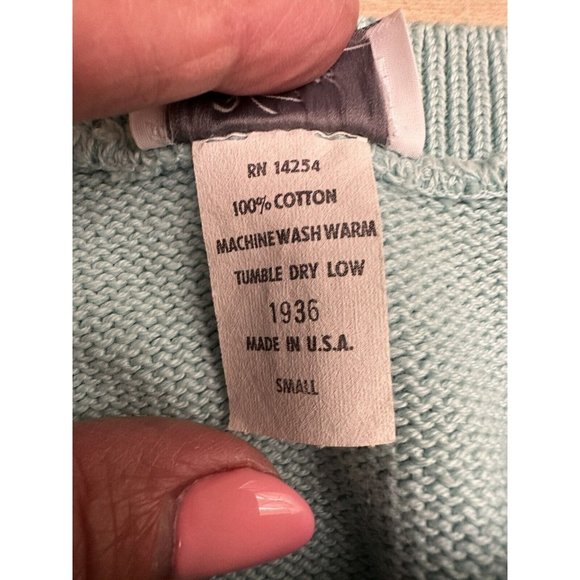 RN 14254
100% COTTON
MACHINE WASH WARM
TUMBLE DRY LOW
1936
MADE IN U.S.A.
SMALL